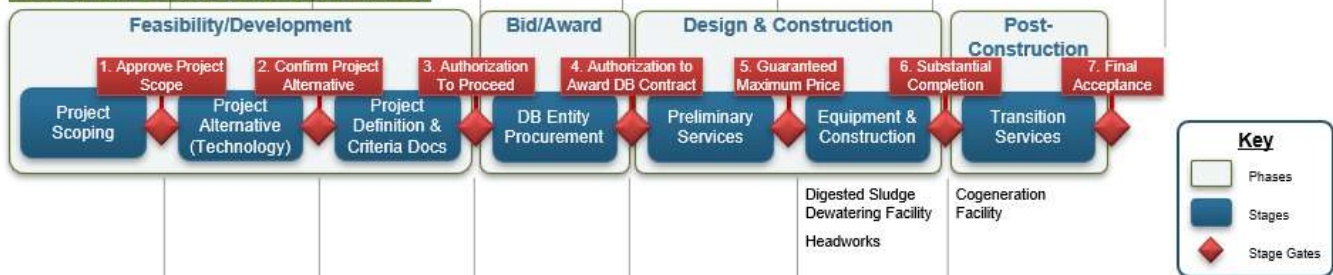 Feasibility/Development
Bid/Award
Design & Construction
Post-
Construction
1. Approve Project
Scope
2. Confirm Project
Alternative
3. Authorization
To Proceed
4. Authorization to
Award DB Contract
5. Guaranteed
Maximum Price
6. Substantial
Completion
7. Final
Acceptance
Project
Scoping
Project
Alternative
(Technology)
Project
Definition &
Criteria Docs
DB Entity
Procurement
Preliminary
Services
Equipment &
Construction
Transition
Services
Digested Sludge
Dewatering Facility
Headworks
Cogeneration
Facility
Key
Phases
Stages
Stage Gates